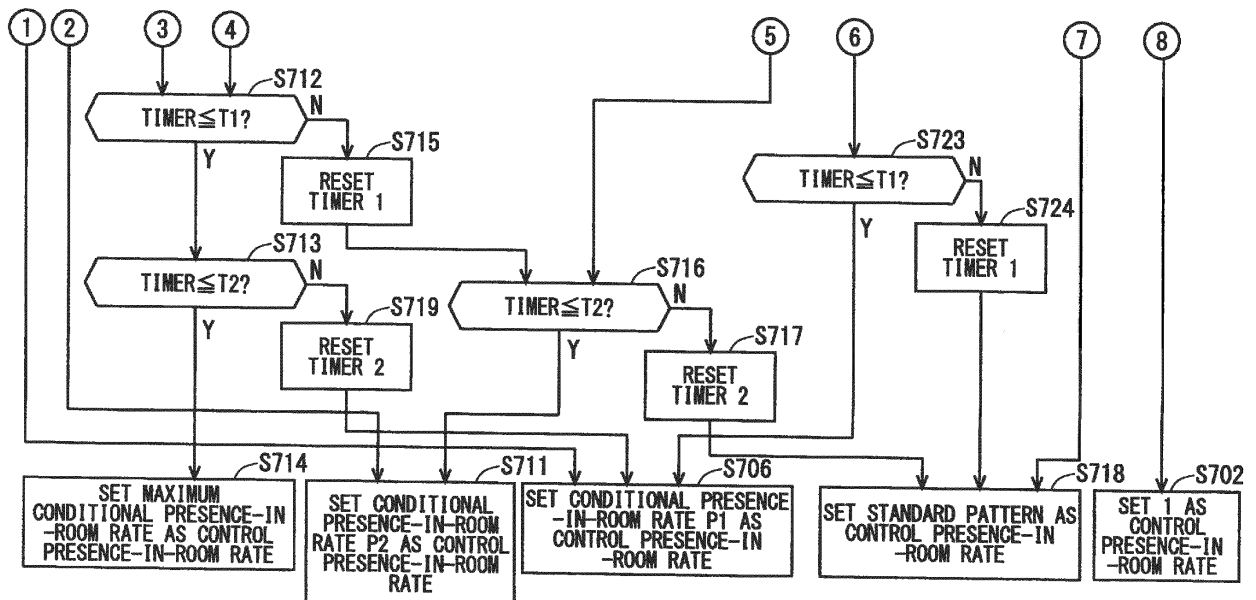 1
2
3
4
5
6
7
8
S712
TIMER≦T1?
N
Y
S715
RESET
TIMER 1
S723
TIMER≦T1?
N
Y
S724
RESET
TIMER 1
S713
TIMER≦T2?
N
Y
S716
TIMER≦T2?
N
Y
S719
RESET
TIMER 2
S717
RESET
TIMER 2
S714
SET MAXIMUM
CONDITIONAL PRESENCE-IN
-ROOM RATE AS CONTROL
PRESENCE-IN-ROOM RATE
S711
SET CONDITIONAL
PRESENCE-IN-ROOM
RATE P2 AS CONTROL
PRESENCE-IN-ROOM
RATE
S706
SET CONDITIONAL PRESENCE
-IN-ROOM RATE P1 AS
CONTROL PRESENCE-IN
-ROOM RATE
S718
SET STANDARD PATTERN AS
CONTROL PRESENCE-IN
-ROOM RATE
S702
SET 1 AS
CONTROL
PRESENCE-IN
-ROOM RATE